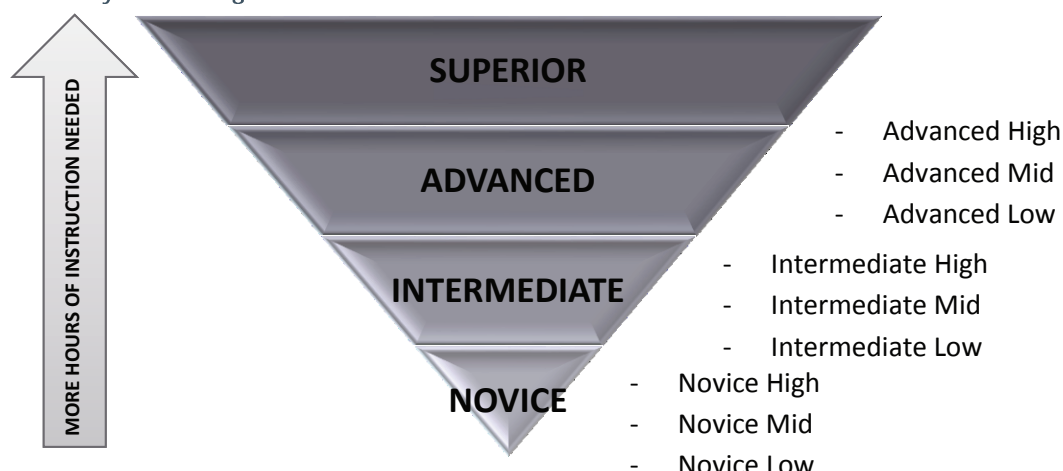 MORE HOURS OF INSTRUCTION NEEDED
SUPERIOR
ADVANCED
- Advanced High
- Advanced Mid
- Advanced Low
INTERMEDIATE
- Intermediate High
- Intermediate Mid
- Intermediate Low
NOVICE
- Novice High
- Novice Mid
- Novice Low